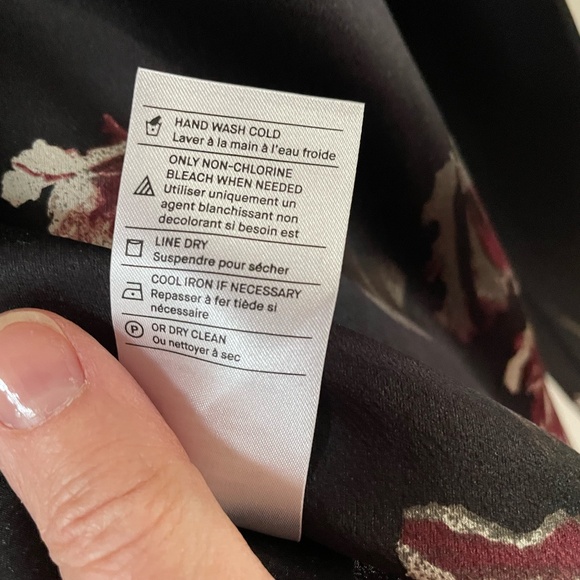 HAND WASH COLD
Laver à la main à l'eau froide
ONLY NON-CHLORINE
BLEACH WHEN NEEDED
Utiliser uniquement un
agent blanchissant non
decolorant si besoin est
LINE DRY
Suspendre pour sécher
COOL IRON IF NECESSARY
Repasser à fer tiède si
nécessaire
P
OR DRY CLEAN
Ou nettoyer à sec